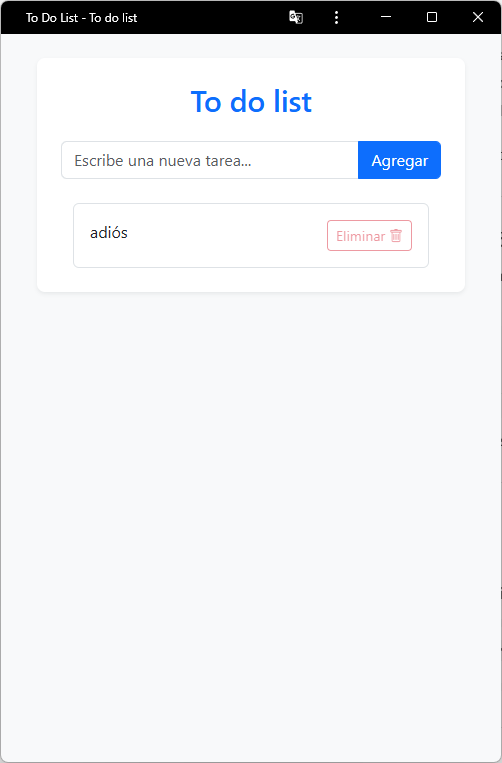 To Do List - To do list
To do list
Escribe una nueva tarea...
Agregar
adiós
Eliminar